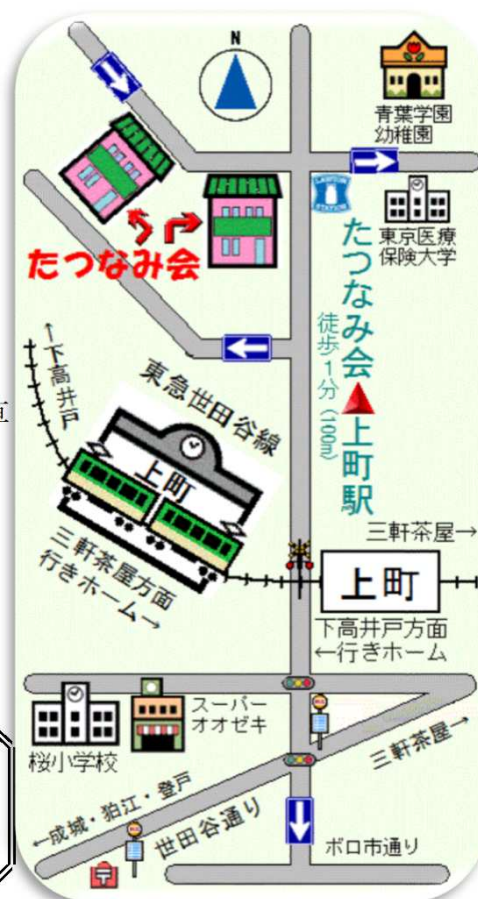 N
青葉学園
幼稚園
LAWSON
STATION
東京医療
保険大学
たつなみ会
たつなみ会▲上町駅
徒歩1分(100m)
←下高井戸
東急世田谷線
上町
三軒茶屋方面
行きホーム→
三軒茶屋→
上町
下高井戸方面
←行きホーム
スーパー
オオゼキ
桜小学校
三軒茶屋→
←成城・狛江・登戸
世田谷通り
ボロ市通り
〒